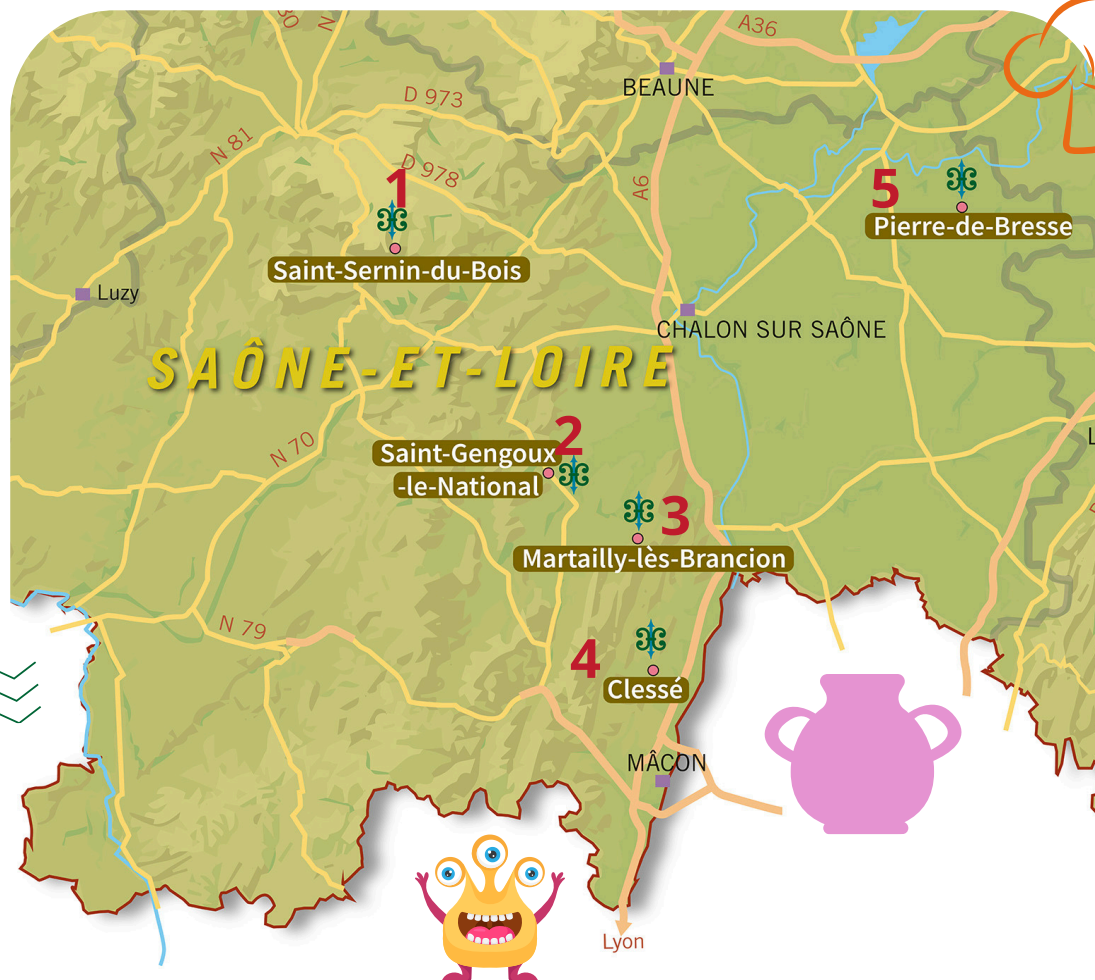 A36
BEAUNE
D 973
N 81
D 978
A6
1
5
Pierre-de-Bresse
Saint-Sernin-du-Bois
Luzy
CHALON SUR SAÔNE
SAÔNE-ET-LOIRE
2
Saint-Gengoux
-le-National
N 70
3
Martailly-lès-Brancion
N 79
4
Clessé
MÂCON
Lyon